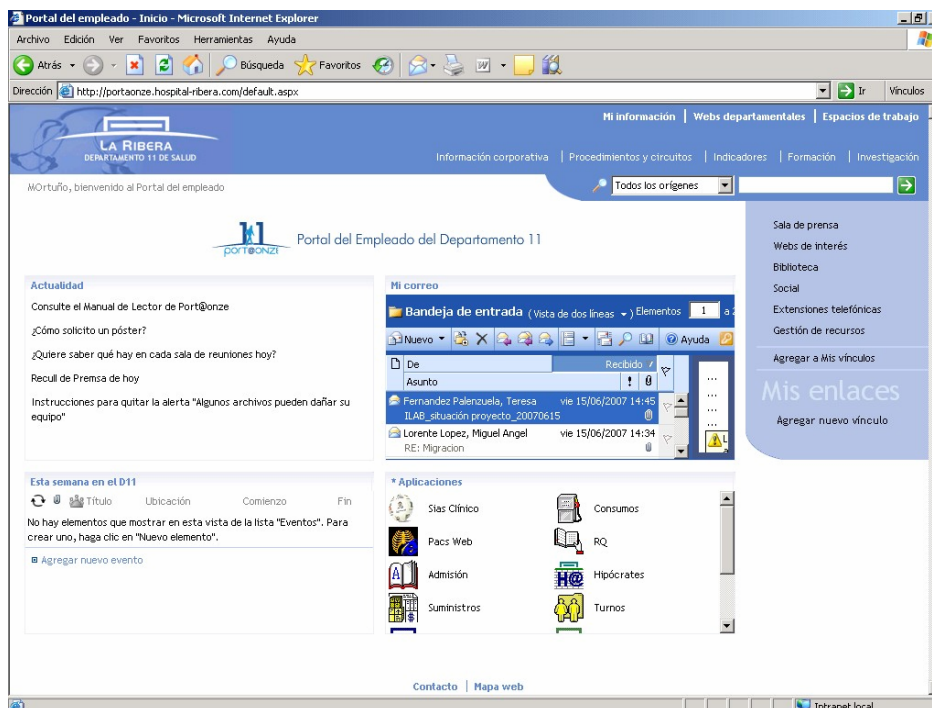 Portal del empleado - Inicio - Microsoft Internet Explorer
Archivo Edición Ver Favoritos Herramientas Ayuda
Atrás Búsqueda Favoritos
Dirección http://portaonze.hospital-ribera.com/default.aspx Ir Vínculos
Mi información | Webs departamentales | Espacios de trabajo
LA RIBERA
DEPARTAMENTO 11 DE SALUD
Información corporativa | Procedimientos y circuitos | Indicadores | Formación | Investigación
MOrtuño, bienvenido al Portal del empleado
Todos los orígenes
port@onze
Portal del Empleado del Departamento 11
Sala de prensa
Webs de interés
Biblioteca
Social
Extensiones telefónicas
Gestión de recursos
Agregar a Mis vínculos
Mis enlaces
Agregar nuevo vínculo
Actualidad
Consulte el Manual de Lector de Port@onze
¿Cómo solicito un póster?
¿Quiere saber qué hay en cada sala de reuniones hoy?
Recull de Premsa de hoy
Instrucciones para quitar la alerta "Algunos archivos pueden dañar su
equipo"
Mi correo
Bandeja de entrada (Vista de dos líneas) Elementos 1 a
Nuevo Ayuda
De Recibido
Asunto
Fernandez Palenzuela, Teresa vie 15/06/2007 14:45
ILAB_situación proyecto_20070615
Lorente Lopez, Miguel Angel vie 15/06/2007 14:34
RE: Migracion
...
...
...
...
Esta semana en el D11
Título Ubicación Comienzo Fin
No hay elementos que mostrar en esta vista de la lista "Eventos". Para
crear uno, haga clic en "Nuevo elemento".
Agregar nuevo evento
* Aplicaciones
Sias Clínico Consumos
Pacs Web RQ
Admisión Hipócrates
Suministros Turnos
Contacto | Mapa web
Intranet local